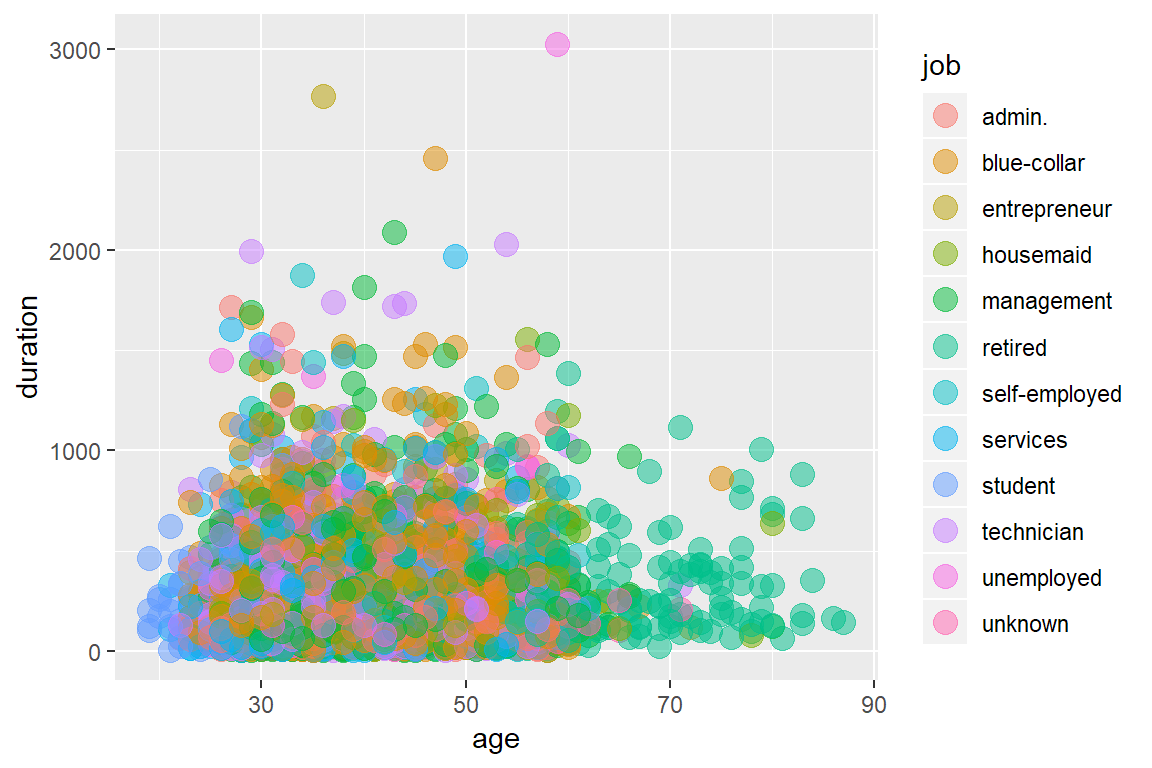 3000
2000
1000
0
duration
30 50 70 90
age
job
admin.
blue-collar
entrepreneur
housemaid
management
retired
self-employed
services
student
technician
unemployed
unknown